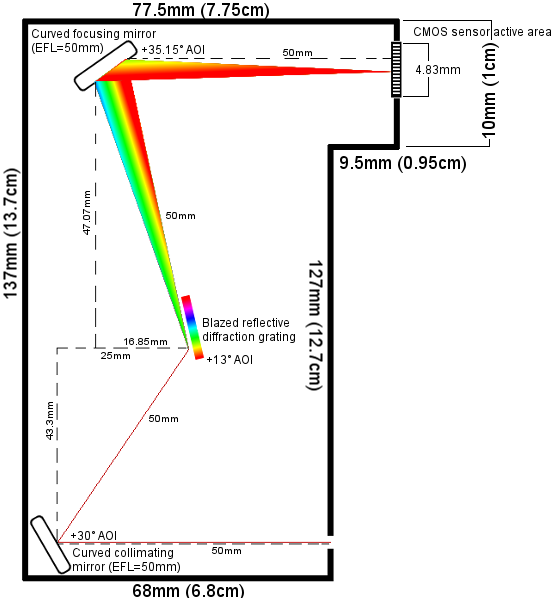 77.5mm (7.75cm)
Curved focusing mirror
(EFL=50mm)
+35.15° AOI
50mm
CMOS sensor active area
4.83mm
10mm (1cm)
9.5mm (0.95cm)
137mm (13.7cm)
47.07mm
50mm
127mm (12.7cm)
Blazed reflective
diffraction grating
16.85mm
25mm
+13° AOI
43.3mm
50mm
+30° AOI
50mm
Curved collimating
mirror (EFL=50mm)
68mm (6.8cm)